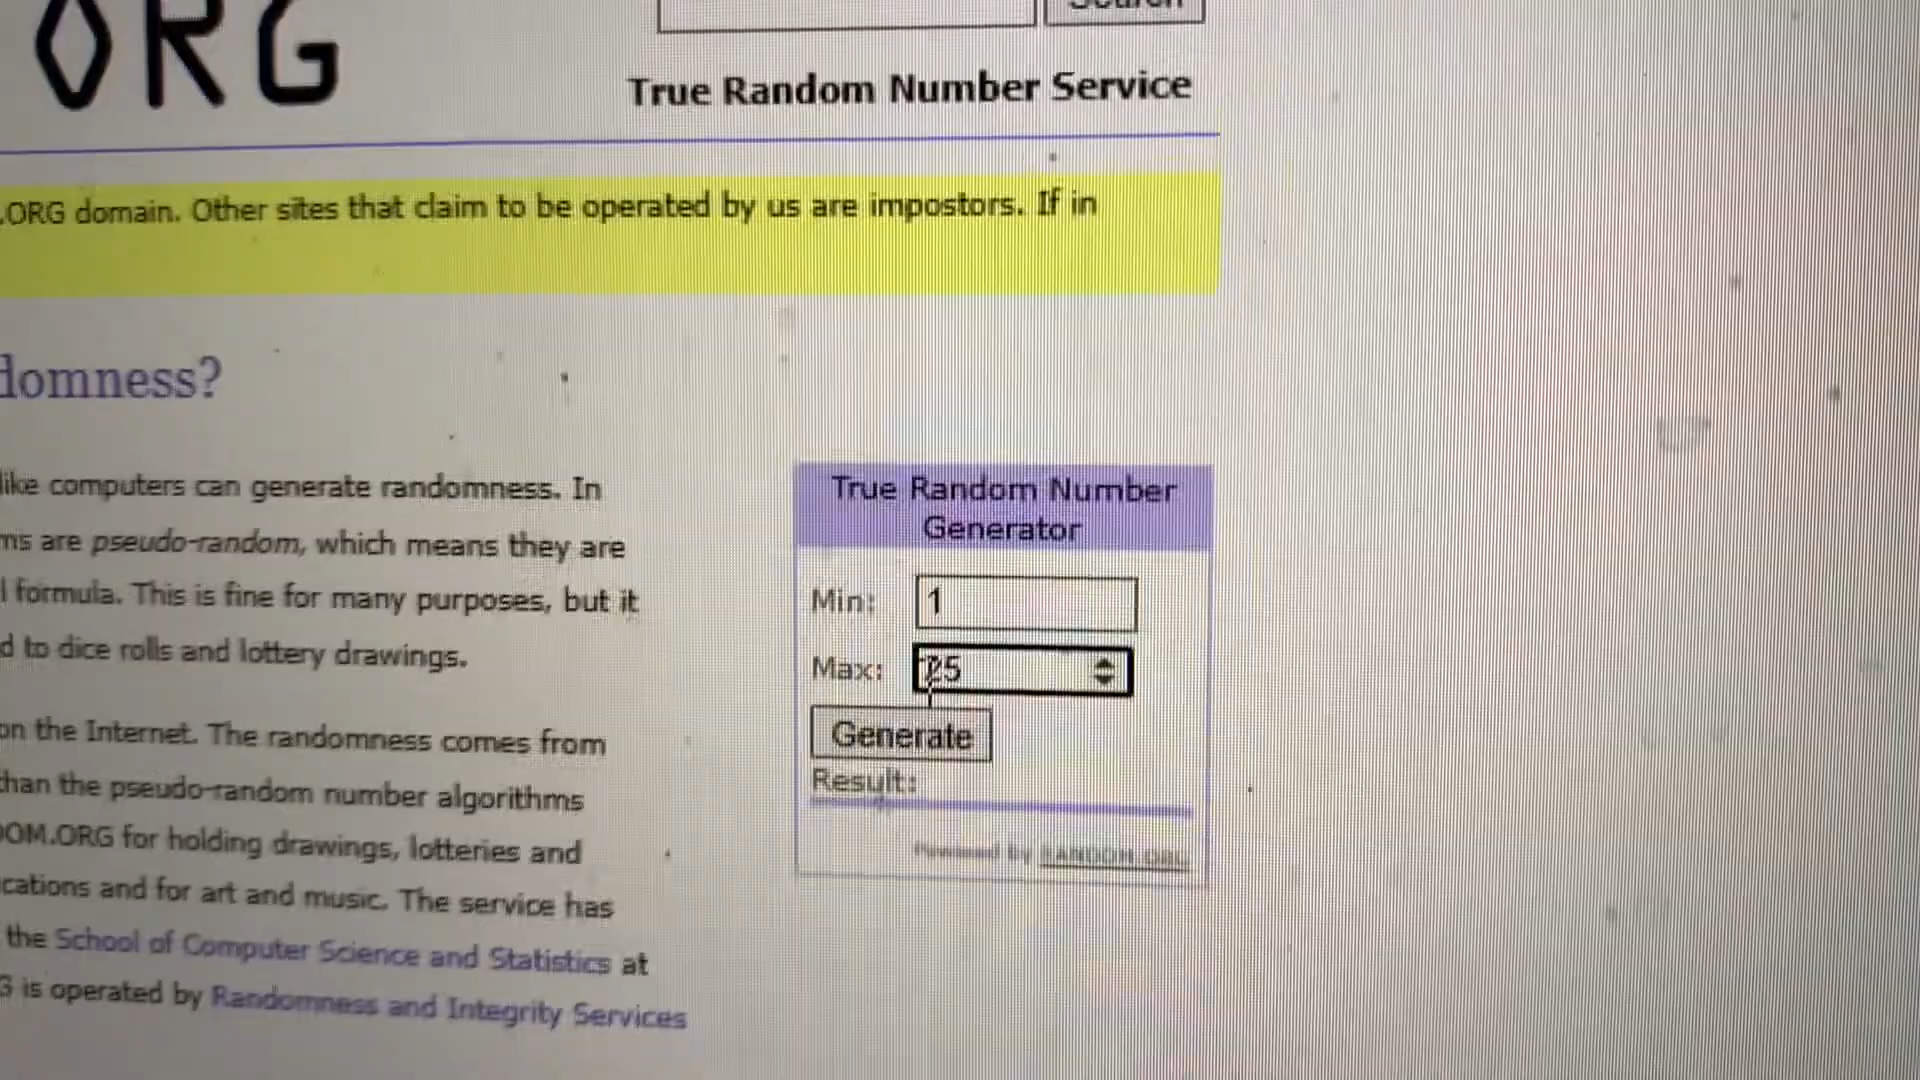 ORG
Search
True Random Number Service
.ORG domain. Other sites that claim to be operated by us are impostors. If in
domness?
like computers can generate randomness. In
ms are pseudo-random, which means they are
l formula. This is fine for many purposes, but it
d to dice rolls and lottery drawings.
on the Internet. The randomness comes from
than the pseudo-random number algorithms
OM.ORG for holding drawings, lotteries and
cations and for art and music. The service has
the School of Computer Science and Statistics at
G is operated by Randomness and Integrity Services
True Random Number
Generator
Min: 1
Max: 25
Generate
Result:
Powered by RANDOM.ORG